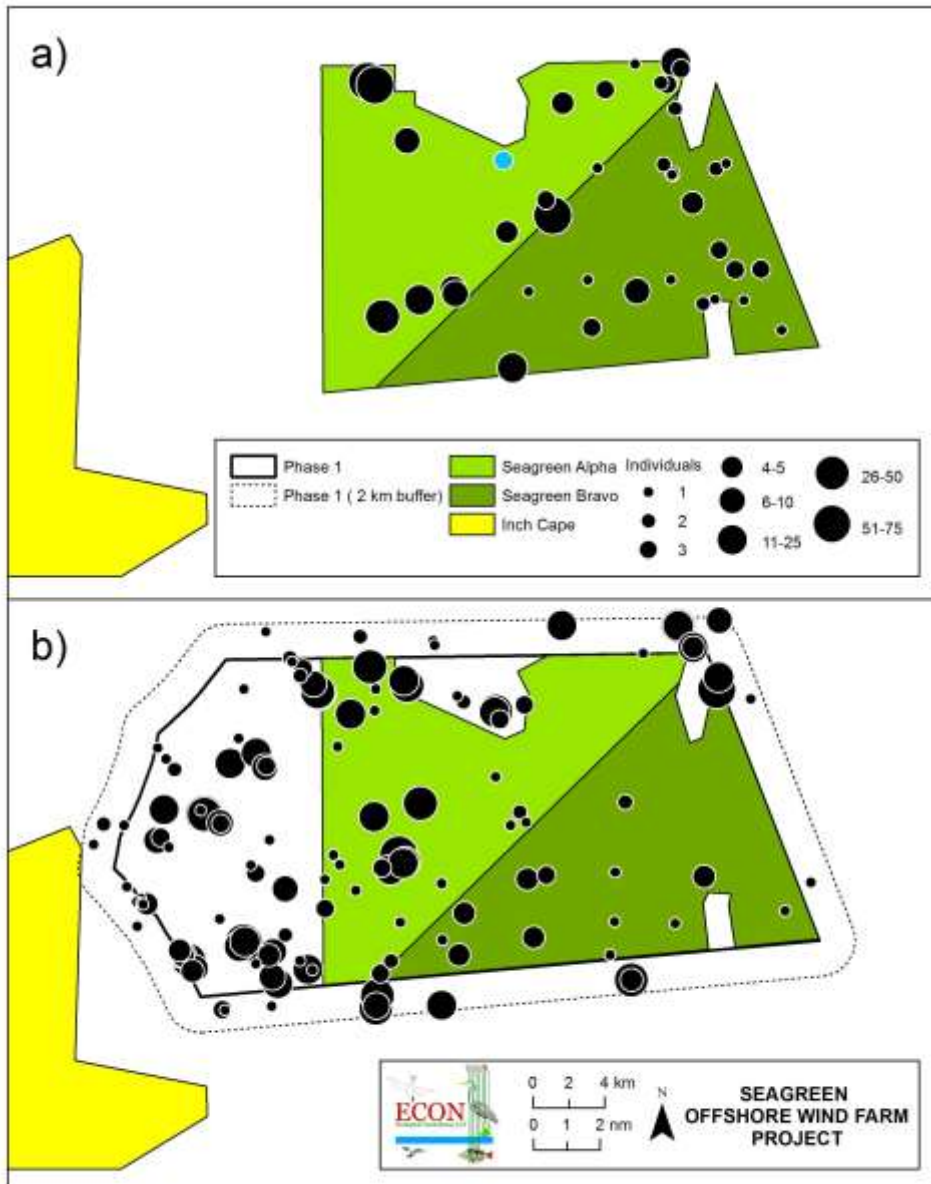 a)
Phase 1
Phase 1 ( 2 km buffer)
Seagreen Alpha
Seagreen Bravo
Inch Cape
Individuals
1
2
3
4-5
6-10
11-25
26-50
51-75
b)
ECON
0 2 4 km
0 1 2 nm
N
SEAGREEN
OFFSHORE WIND FARM
PROJECT